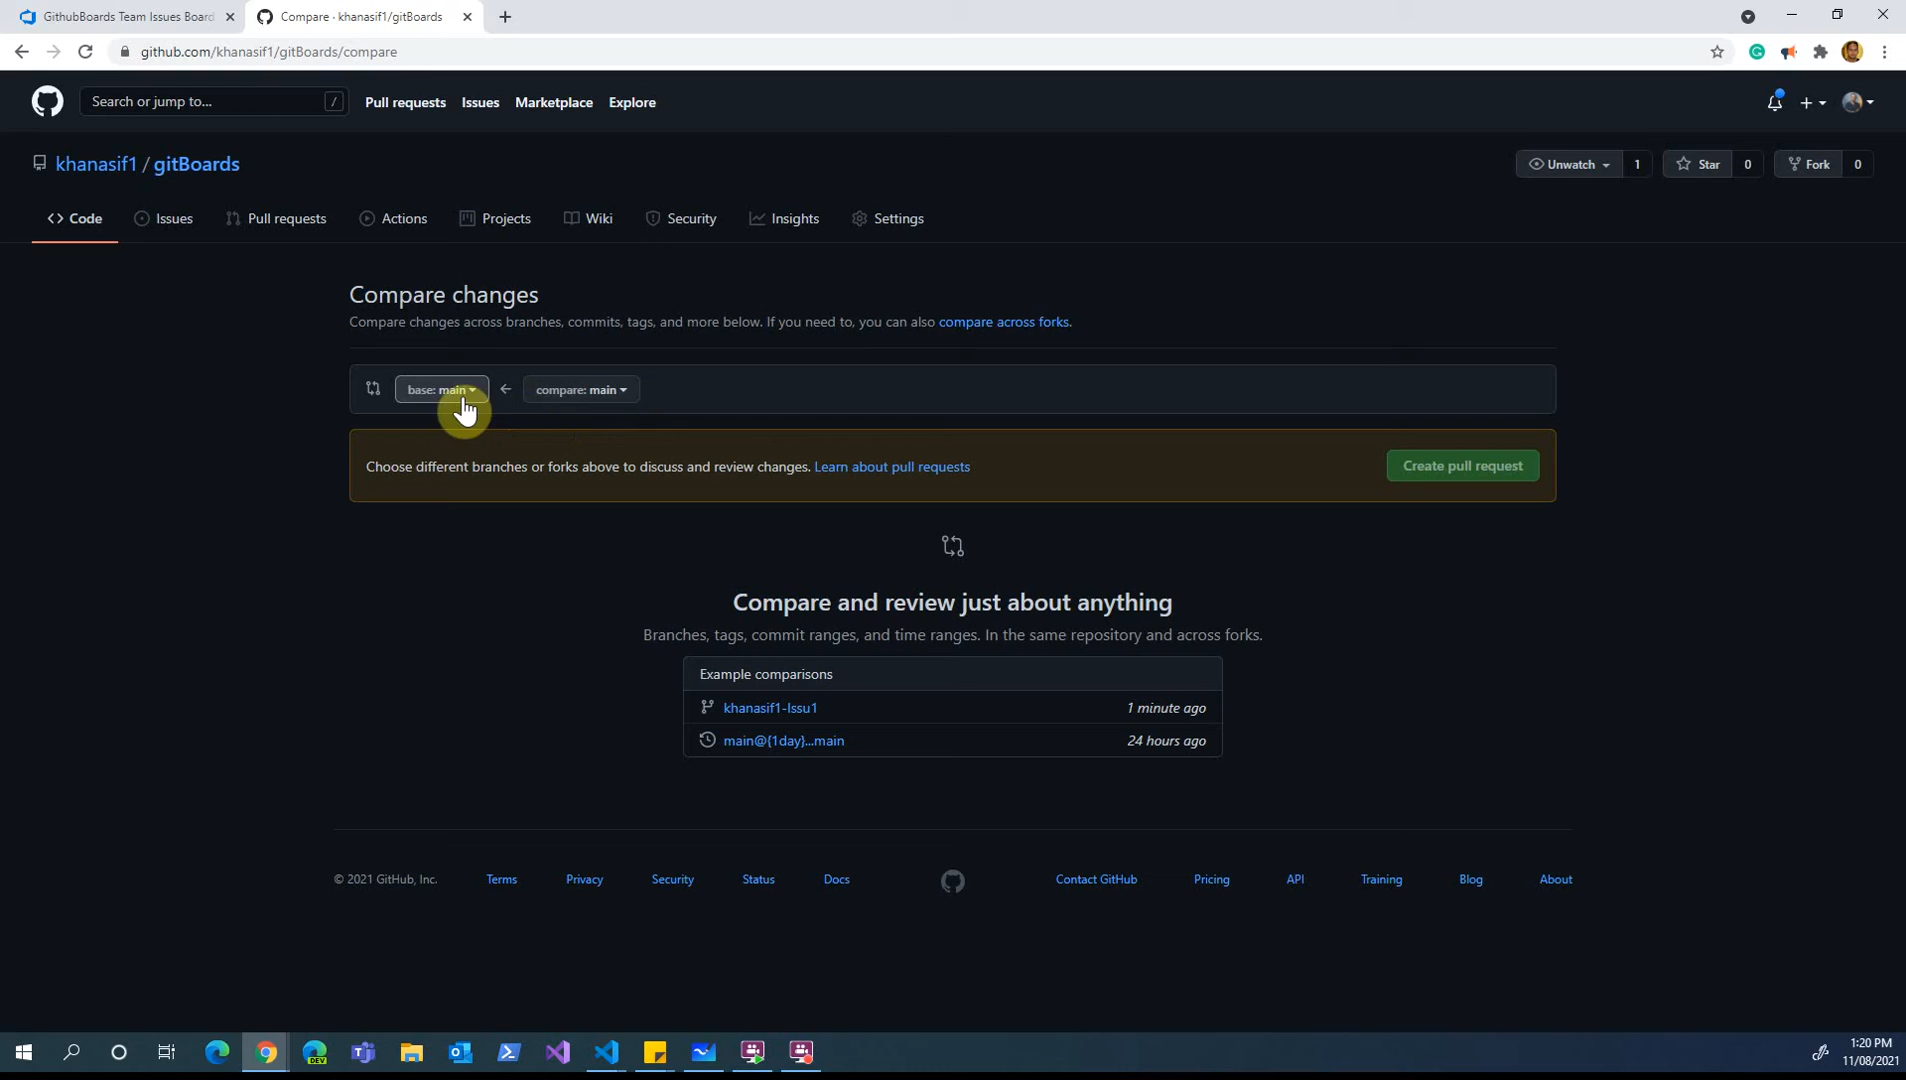 GithubBoards Team Issues Board
Compare · khanasif1/gitBoards
github.com/khanasif1/gitBoards/compare
Search or jump to... /
Pull requests Issues Marketplace Explore
khanasif1 / gitBoards
Unwatch 1 Star 0 Fork 0
Code Issues Pull requests Actions Projects Wiki Security Insights Settings
Compare changes
Compare changes across branches, commits, tags, and more below. If you need to, you can also compare across forks.
base: main compare: main
Choose different branches or forks above to discuss and review changes. Learn about pull requests Create pull request
Compare and review just about anything
Branches, tags, commit ranges, and time ranges. In the same repository and across forks.
Example comparisons
khanasif1-Issu1 1 minute ago
main@{1day}...main 24 hours ago
© 2021 GitHub, Inc. Terms Privacy Security Status Docs Contact GitHub Pricing API Training Blog About
DEV
1:20 PM
11/08/2021